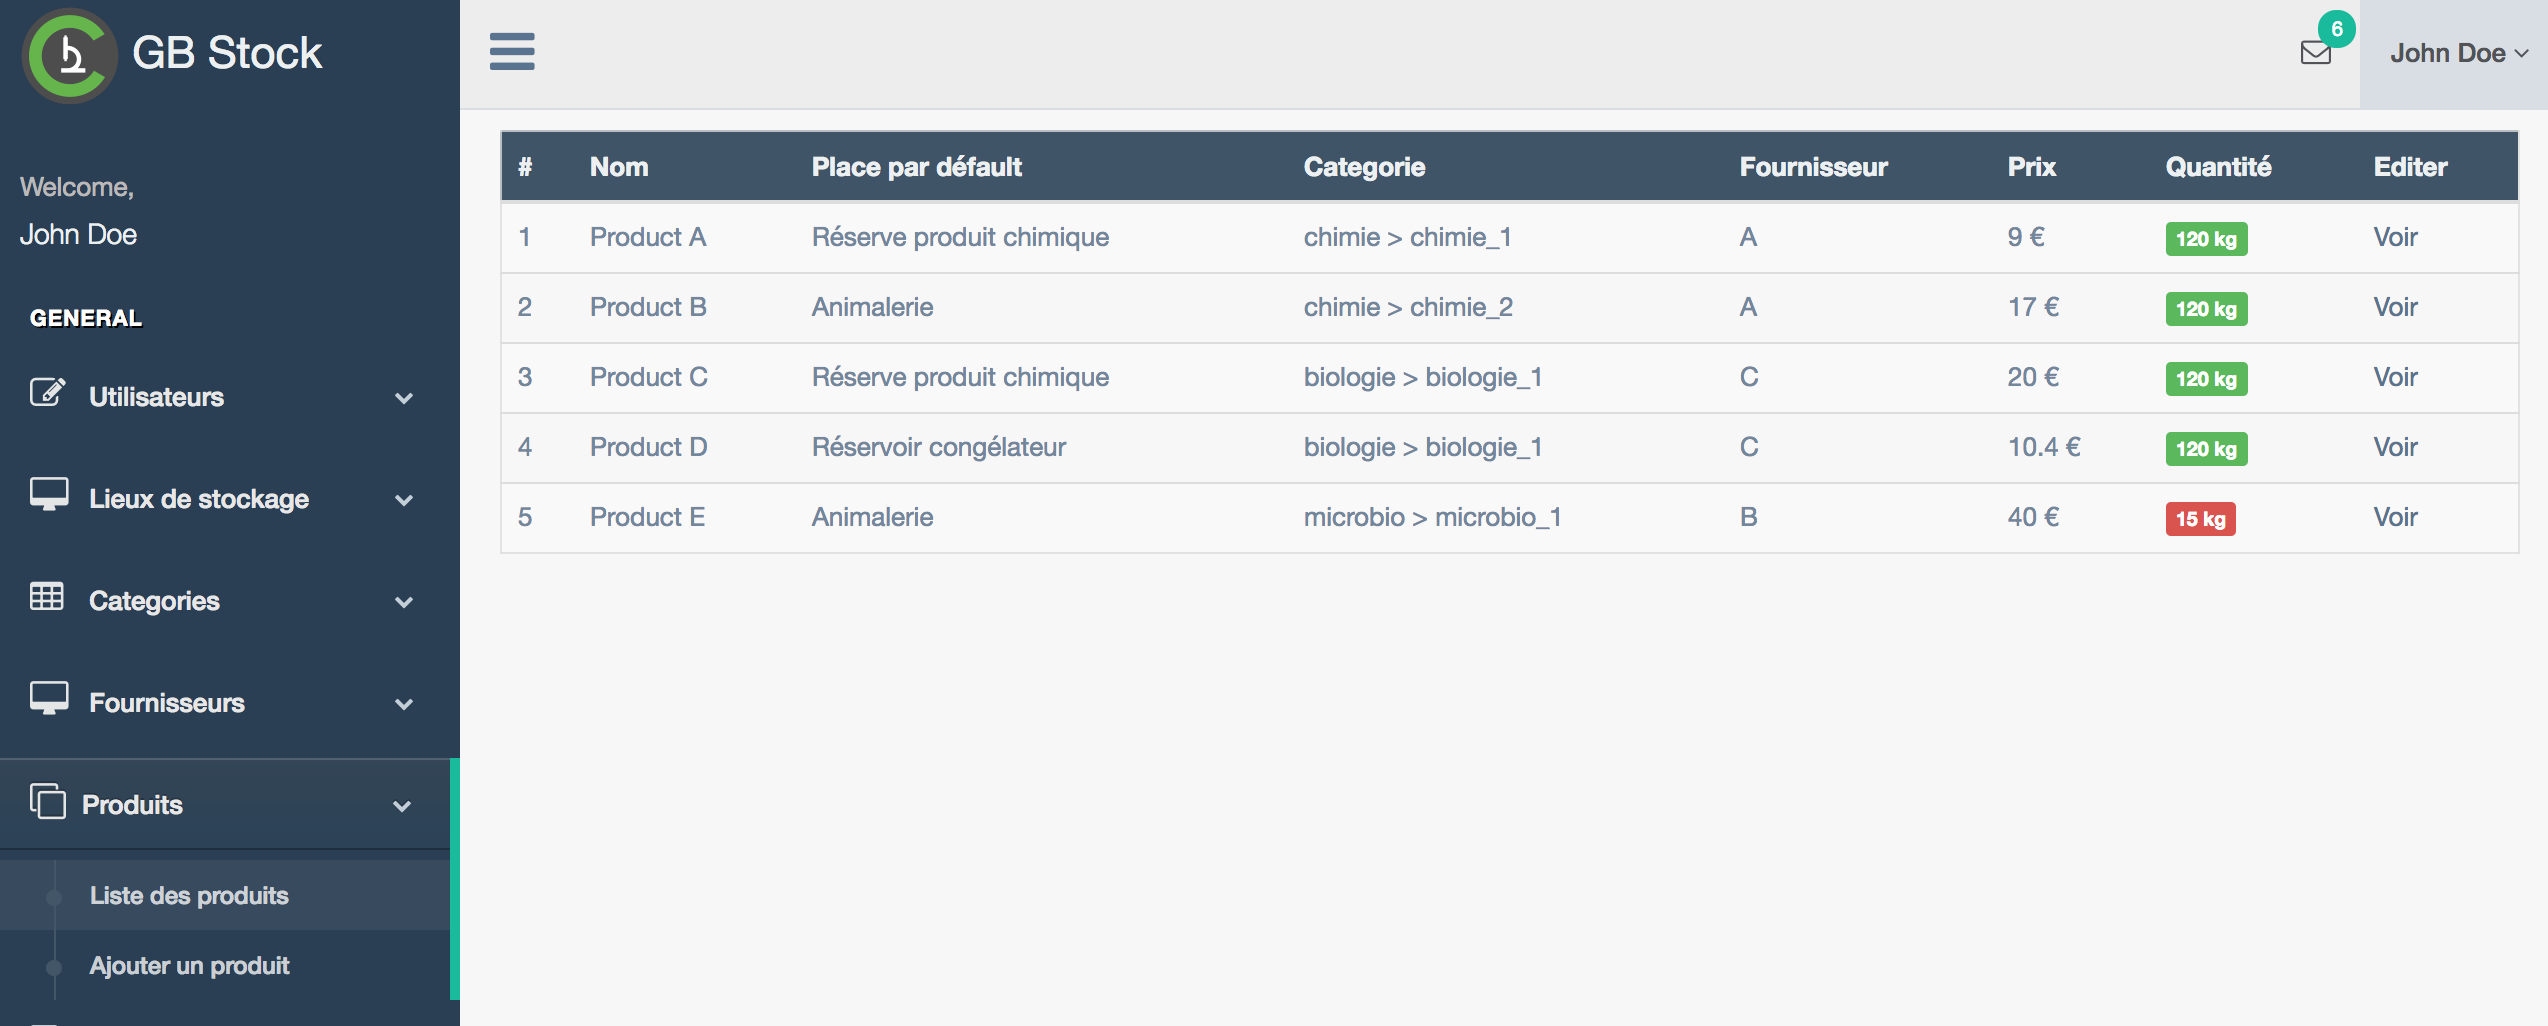 GB Stock
6
John Doe
Welcome,
John Doe
GENERAL
Utilisateurs
Lieux de stockage
Categories
Fournisseurs
Produits
Liste des produits
Ajouter un produit
# Nom Place par défault Categorie Fournisseur Prix Quantité Editer
1 Product A Réserve produit chimique chimie > chimie_1 A 9 € 120 kg Voir
2 Product B Animalerie chimie > chimie_2 A 17 € 120 kg Voir
3 Product C Réserve produit chimique biologie > biologie_1 C 20 € 120 kg Voir
4 Product D Réservoir congélateur biologie > biologie_1 C 10.4 € 120 kg Voir
5 Product E Animalerie microbio > microbio_1 B 40 € 15 kg Voir